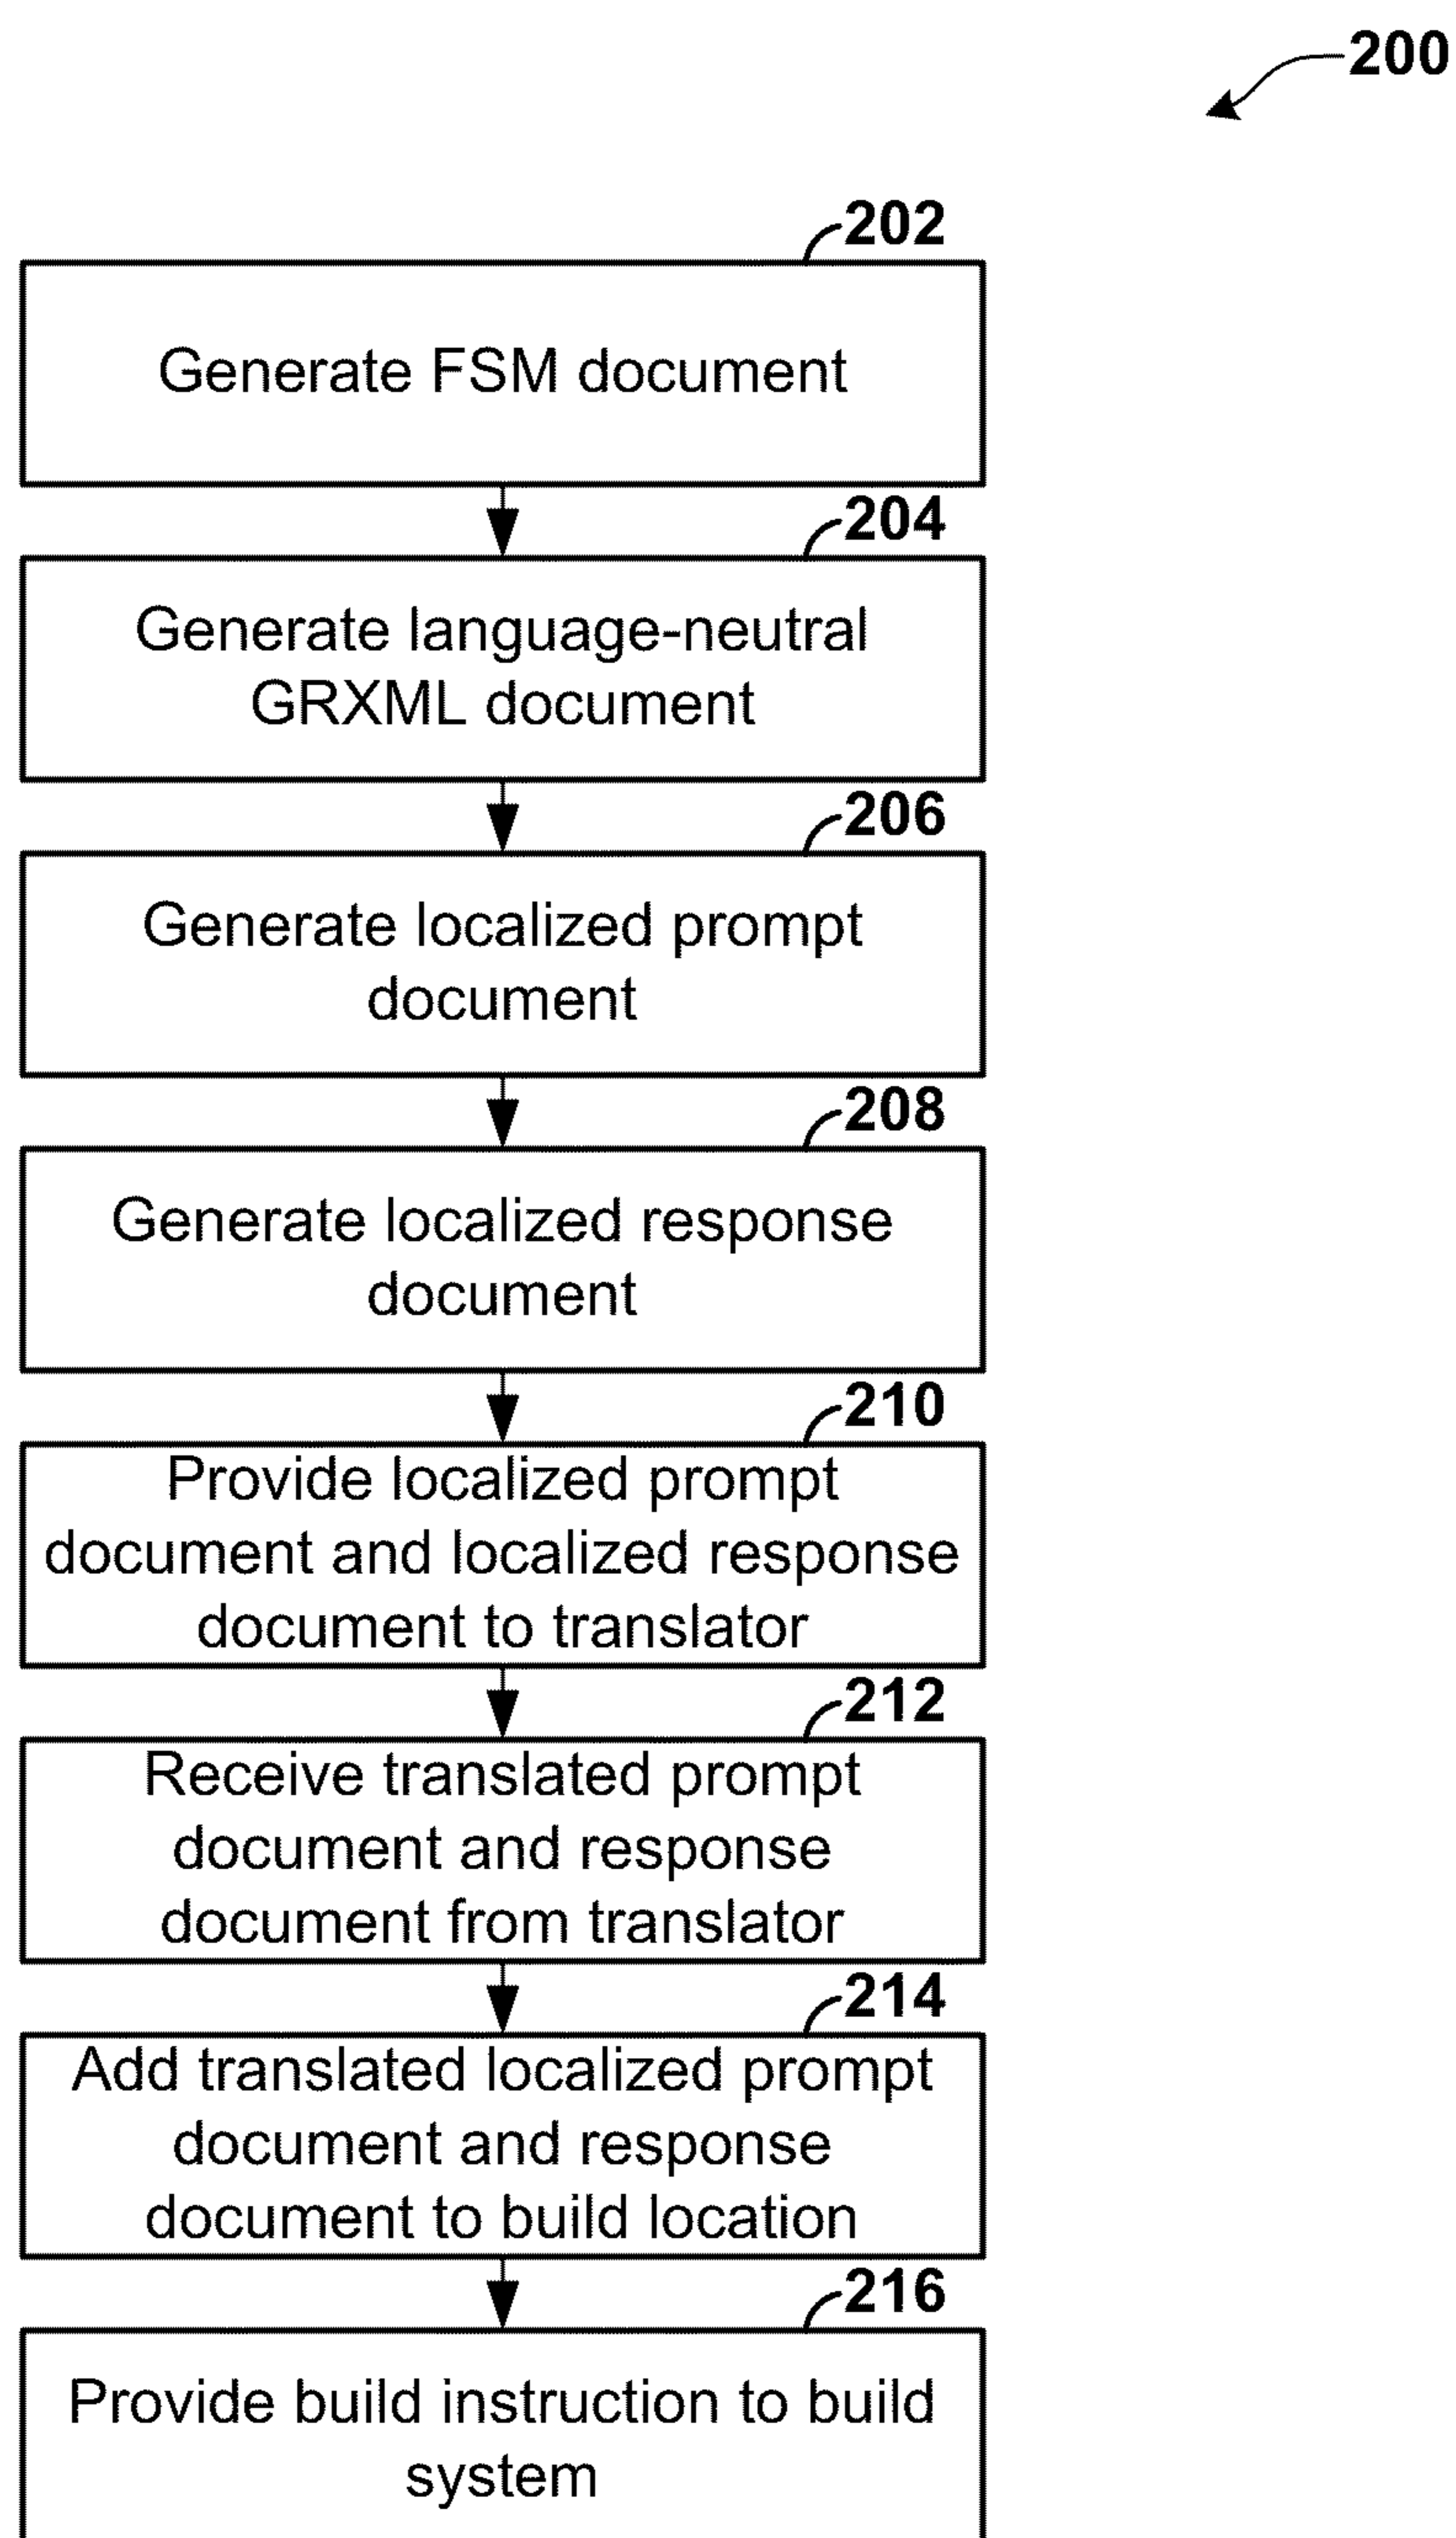 200
202
Generate FSM document
204
Generate language-neutral
GRXML document
206
Generate localized prompt
document
208
Generate localized response
document
210
Provide localized prompt
document and localized response
document to translator
212
Receive translated prompt
document and response
document from translator
214
Add translated localized prompt
document and response
document to build location
216
Provide build instruction to build
system